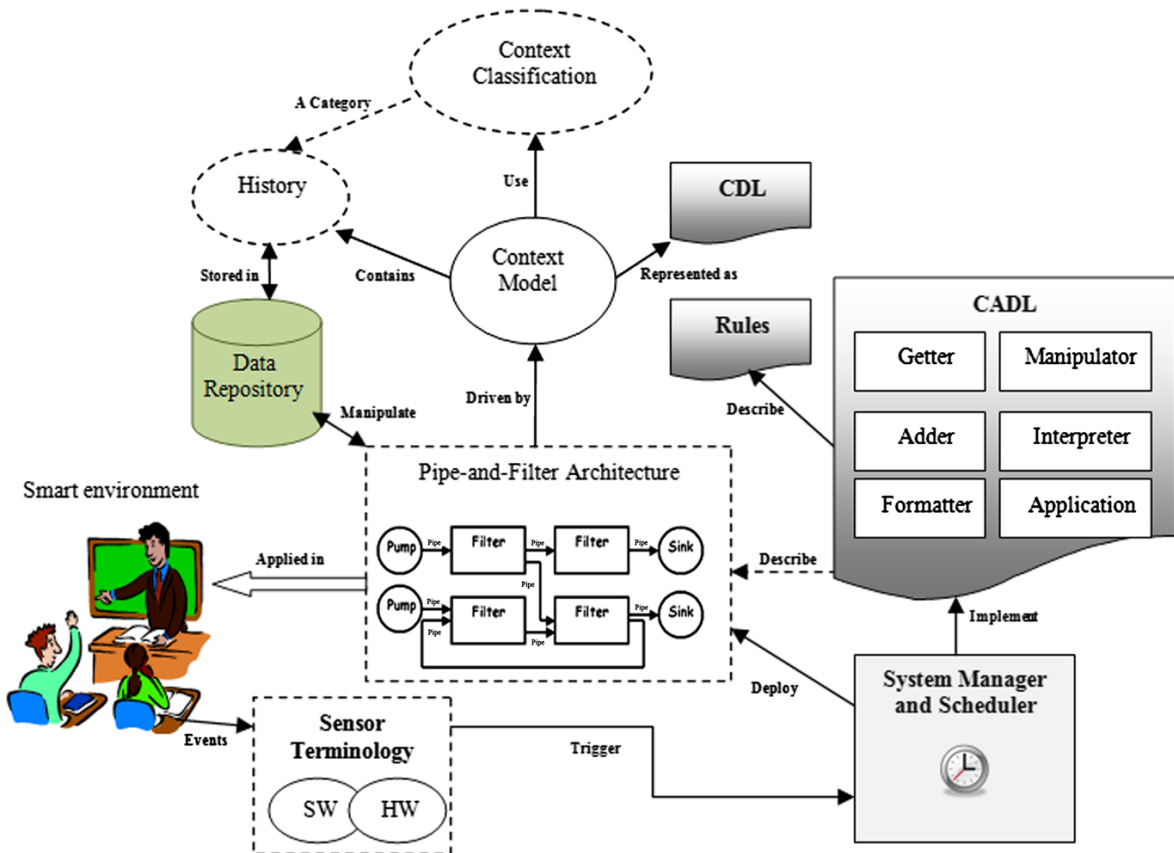 Context
Classification
A Category
History
Use
CDL
Context
Model
Stored in
Contains
Represented as
CADL
Rules
Getter
Manipulator
Data
Repository
Driven by
Describe
Manipulate
Adder
Interpreter
Pipe-and-Filter Architecture
Smart environment
Formatter
Application
Pump
Pipe
Filter
Pipe
Filter
Pipe
Sink
Applied in
Describe
Pipe
Pump
Pipe
Pipe
Filter
Pipe
Filter
Pipe
Sink
Implement
Deploy
System Manager
and Scheduler
Events
Sensor
Terminology
Trigger
SW
HW